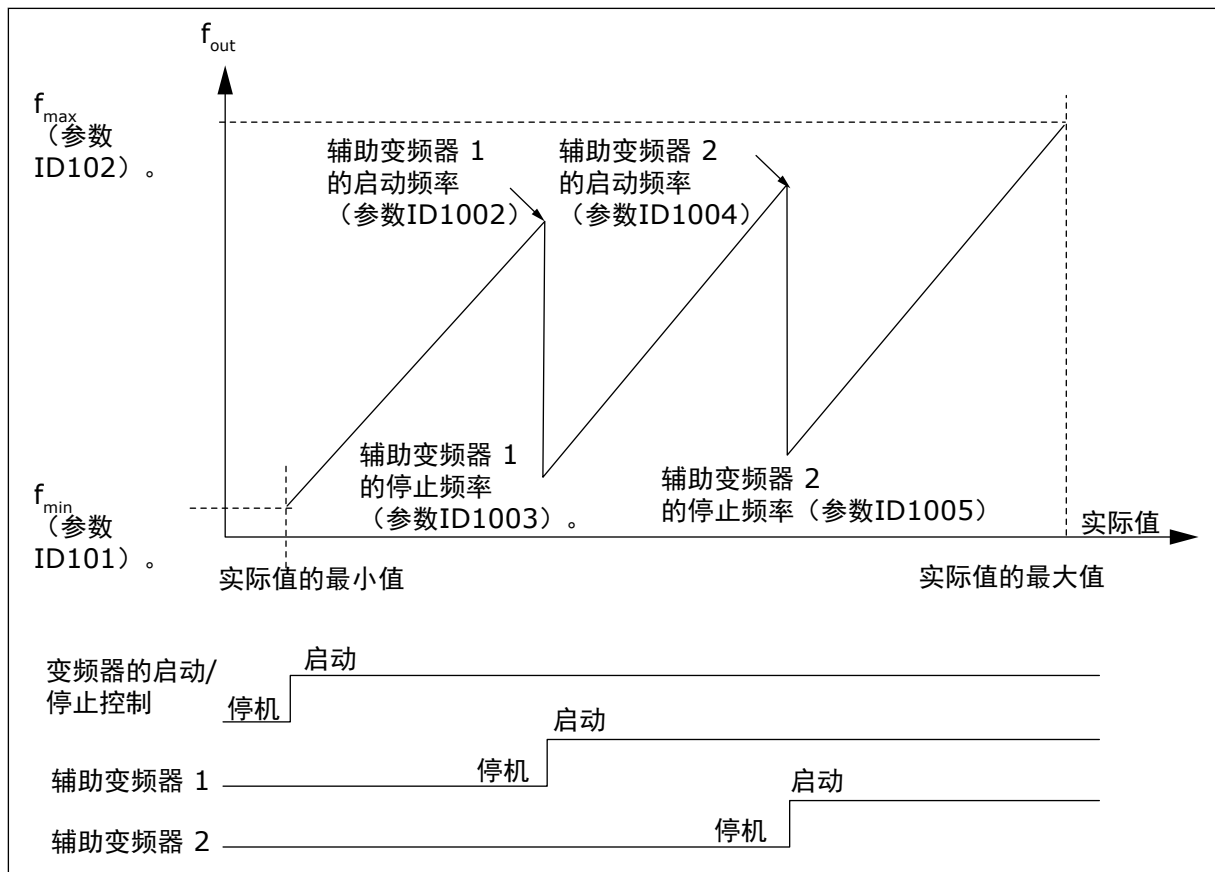 fout
fmax
（参数
ID102）。
辅助变频器 1
的启动频率
（参数ID1002）
辅助变频器 2
的启动频率
（参数ID1004）
辅助变频器 1
的停止频率
（参数ID1003）。
辅助变频器 2
的停止频率（参数ID1005）
fmin
（参数
ID101）。
实际值
实际值的最小值
实际值的最大值
变频器的启动/
停止控制
停机
启动
辅助变频器 1
停机
启动
辅助变频器 2
停机
启动